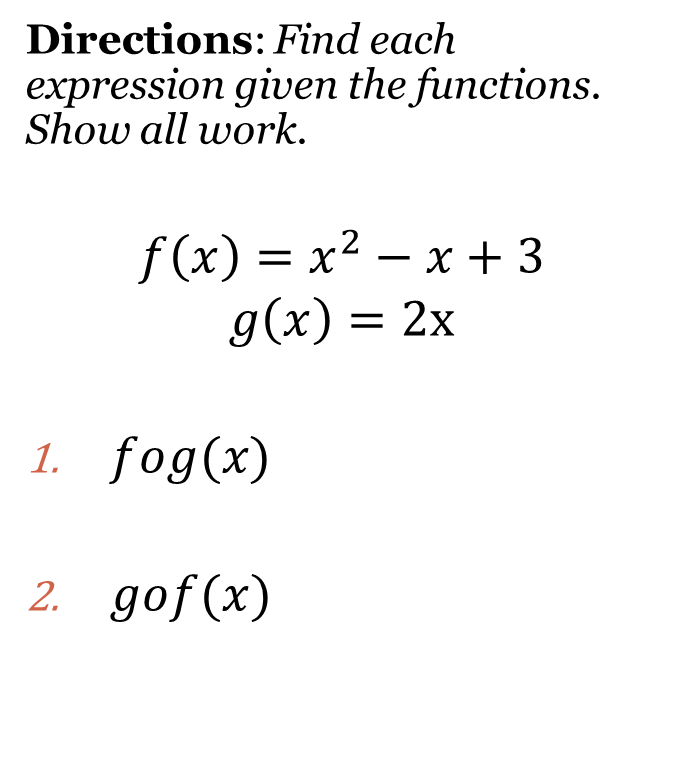 Directions: Find each
expression given the functions.
Show all work.
f(x) = x² − x + 3
g(x) = 2x
1. fog(x)
2. gof(x)